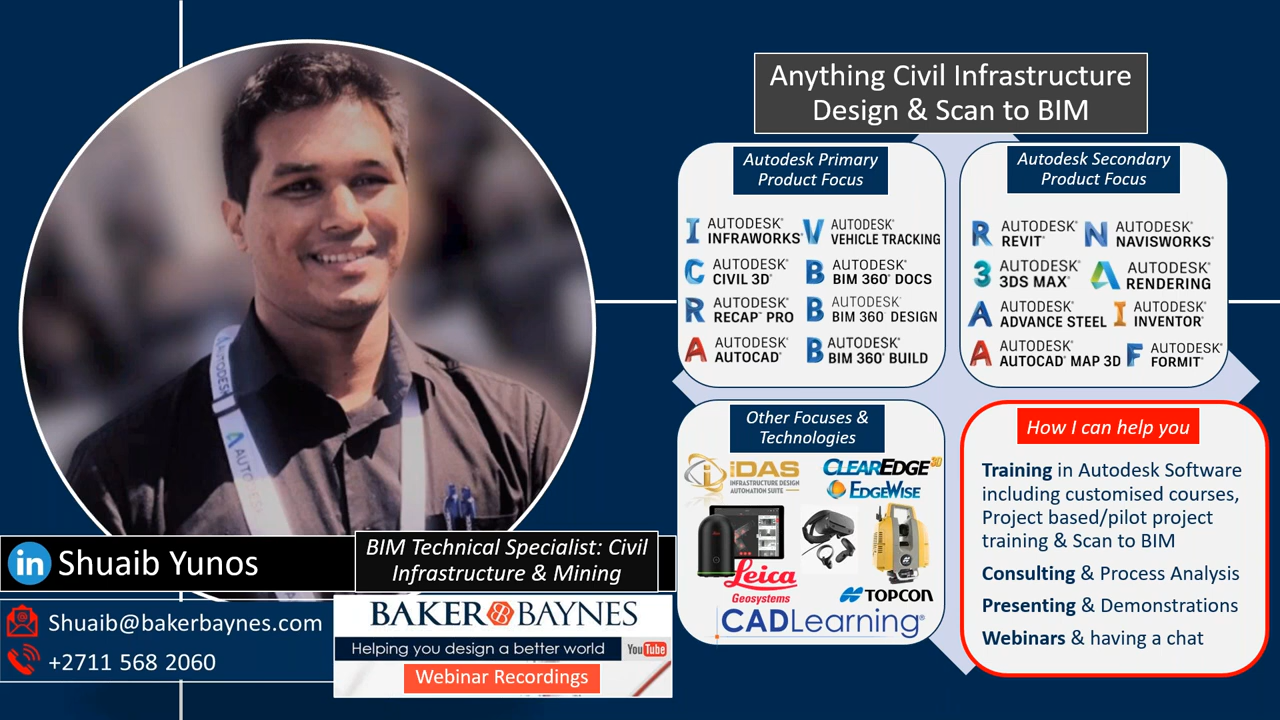 Anything Civil Infrastructure
Design & Scan to BIM
Autodesk Primary
Product Focus
AUTODESK®
INFRAWORKS®
AUTODESK®
VEHICLE TRACKING
AUTODESK®
CIVIL 3D®
AUTODESK®
BIM 360® DOCS
AUTODESK®
RECAP™ PRO
AUTODESK®
BIM 360® DESIGN
AUTODESK®
AUTOCAD®
AUTODESK®
BIM 360® BUILD
Autodesk Secondary
Product Focus
AUTODESK®
REVIT®
AUTODESK®
NAVISWORKS®
AUTODESK®
3DS MAX®
AUTODESK®
RENDERING
AUTODESK®
ADVANCE STEEL
AUTODESK®
INVENTOR®
AUTODESK®
AUTOCAD® MAP 3D
AUTODESK®
FORMIT®
Other Focuses &
Technologies
iDAS
INFRASTRUCTURE DESIGN
AUTOMATION SUITE
CLEAREDGE3D
EDGEWISE
Leica
Geosystems
TOPCON
CADLearning®
How I can help you
Training in Autodesk Software
including customised courses,
Project based/pilot project
training & Scan to BIM
Consulting & Process Analysis
Presenting & Demonstrations
Webinars & having a chat
AUTODESK
AUTO
in Shuaib Yunos
BIM Technical Specialist: Civil
Infrastructure & Mining
Shuaib@bakerbaynes.com
+2711 568 2060
BAKER BAYNES
Helping you design a better world
YouTube
Webinar Recordings